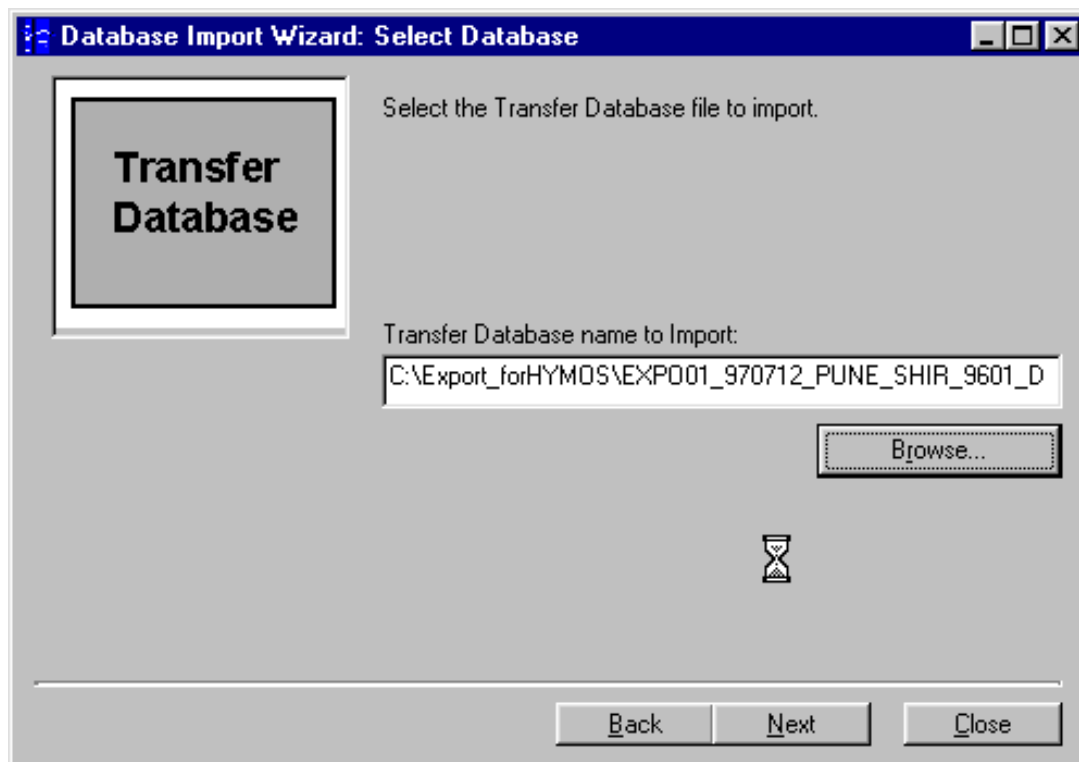 Database Import Wizard: Select Database
Transfer
Database
Select the Transfer Database file to import.
Transfer Database name to Import:
C:\Export_forHYMOS\EXPO01_970712_PUNE_SHIR_9601_D
Browse...
Back
Next
Close